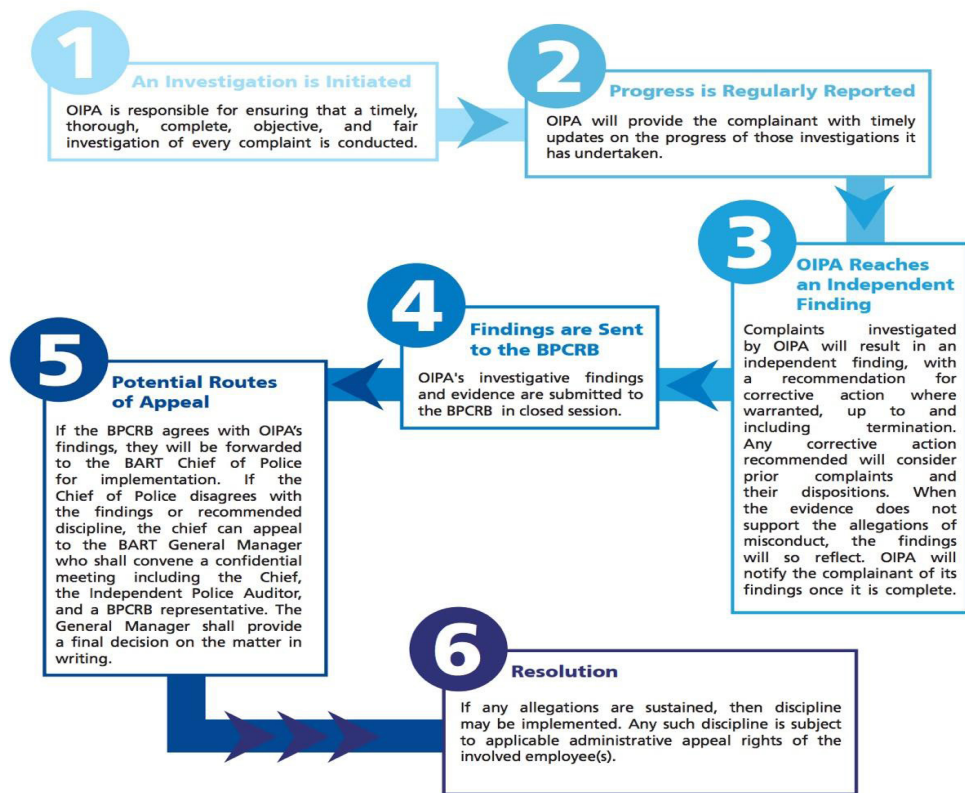 1
An Investigation is Initiated
OIPA is responsible for ensuring that a timely,
thorough, complete, objective, and fair
investigation of every complaint is conducted.
2
Progress is Regularly Reported
OIPA will provide the complainant with timely
updates on the progress of those investigations it
has undertaken.
3
OIPA Reaches
an Independent
Finding
Complaints investigated
by OIPA will result in an
independent finding, with
a recommendation for
corrective action where
warranted, up to and
including termination.
Any corrective action
recommended will consider
prior complaints and
their dispositions. When
the evidence does not
support the allegations of
misconduct, the findings
will so reflect. OIPA will
notify the complainant of its
findings once it is complete.
4
Findings are Sent
to the BPCRB
OIPA's investigative findings
and evidence are submitted to
the BPCRB in closed session.
5
Potential Routes
of Appeal
If the BPCRB agrees with OIPA's
findings, they will be forwarded
to the BART Chief of Police
for implementation. If the
Chief of Police disagrees with
the findings or recommended
discipline, the chief can appeal
to the BART General Manager
who shall convene a confidential
meeting including the Chief,
the Independent Police Auditor,
and a BPCRB representative. The
General Manager shall provide
a final decision on the matter in
writing.
6
Resolution
If any allegations are sustained, then discipline
may be implemented. Any such discipline is subject
to applicable administrative appeal rights of the
involved employee(s).